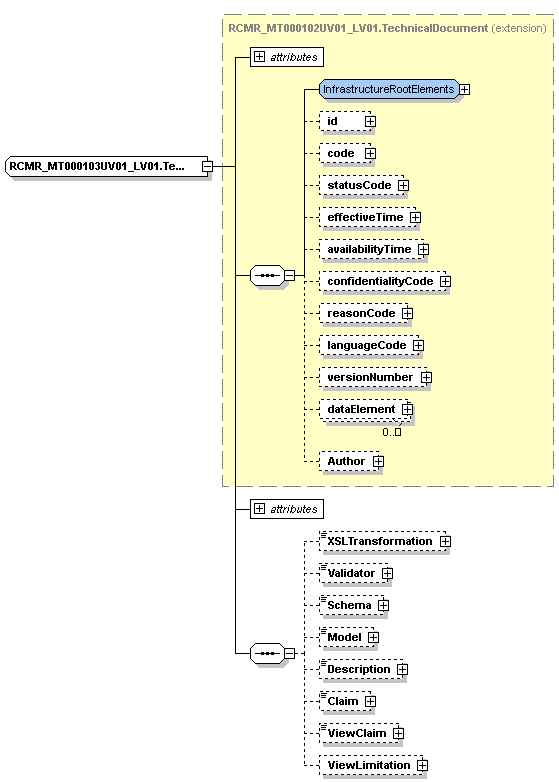 RCMR_MT000102UV01_LV01.TechnicalDocument (extension)
attributes
InfrastructureRootElements
id
code
RCMR_MT000103UV01_LV01.Te...
statusCode
effectiveTime
availabilityTime
confidentialityCode
reasonCode
languageCode
versionNumber
dataElement
0..□
Author
attributes
XSLTransformation
Validator
Schema
Model
Description
Claim
ViewClaim
ViewLimitation